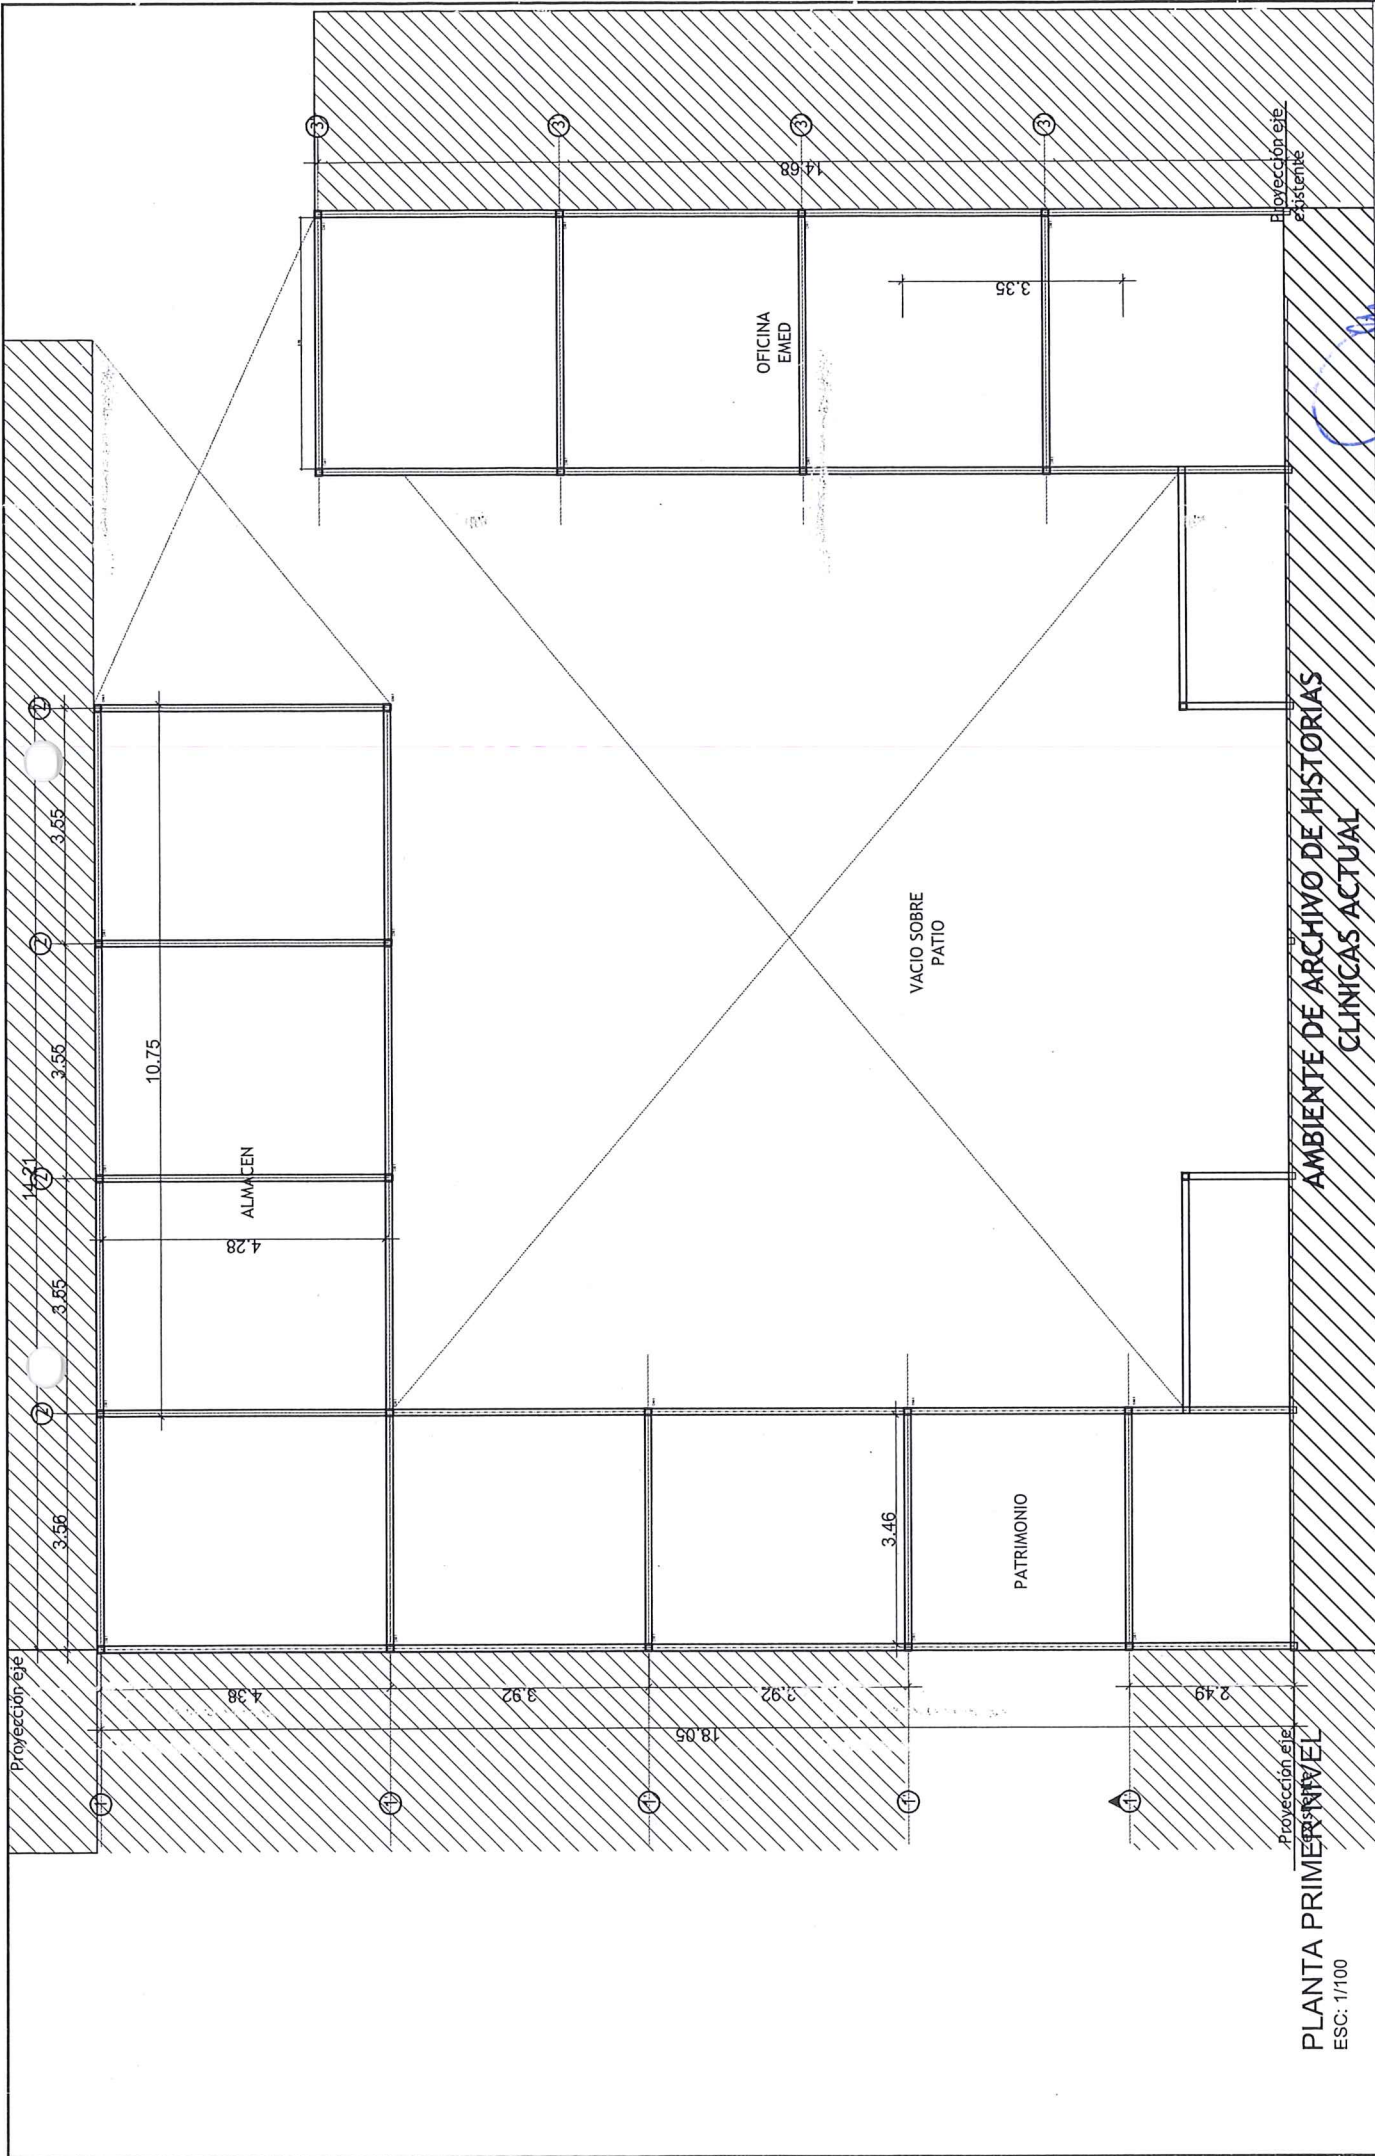 Proyección eje
3.56
3.55
3.55
3.55
14.21
2
2
2
2
10.75
4.28
ALMACEN
1
1
1
1
1
4.38
3.92
3.92
2.49
18.05
3.46
PATRIMONIO
VACIO SOBRE
PATIO
OFICINA
EMED
3.35
14.68
3
3
3
3
Proyección eje
existente
Proyección eje
AMBIENTE DE ARCHIVO DE HISTORIAS
CLINICAS ACTUAL
PLANTA PRIMER NIVEL
ESC: 1/100